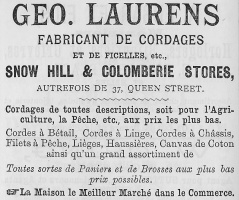 GEO. LAURENS
FABRICANT DE CORDAGES
ET DE FICELLES, etc.,
SNOW HILL & COLOMBERIE STORES,
AUTREFOIS DE 37, QUEEN STREET.
Cordages de toutes descriptions, soit pour l'Agri-
culture, la Pêche, etc., aux prix les plus bas.
Cordes à Bétail, Cordes à Linge, Cordes à Châssis,
Filets à Pêche, Lièges, Haussières, Canvas de Coton
ainsi qu'un grand assortiment de
Toutes sortes de Paniers et de Brosses aux plus bas
prix possibles.
☞ La Maison le Meilleur Marché dans le Commerce.